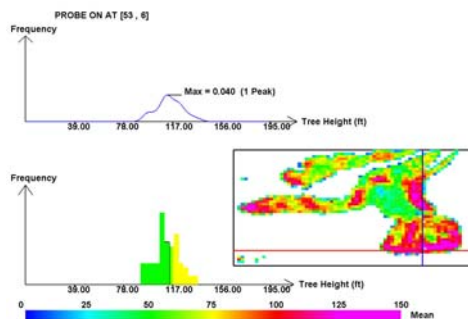 PROBE ON AT [53 , 6]
Frequency
Max = 0.040 (1 Peak)
39.00 78.00 117.00 156.00 195.00 Tree Height (ft)
Frequency
39.00 78.00 117.00 156.00 195.00 Tree Height (ft)
0 25 50 75 100 125 150
Mean